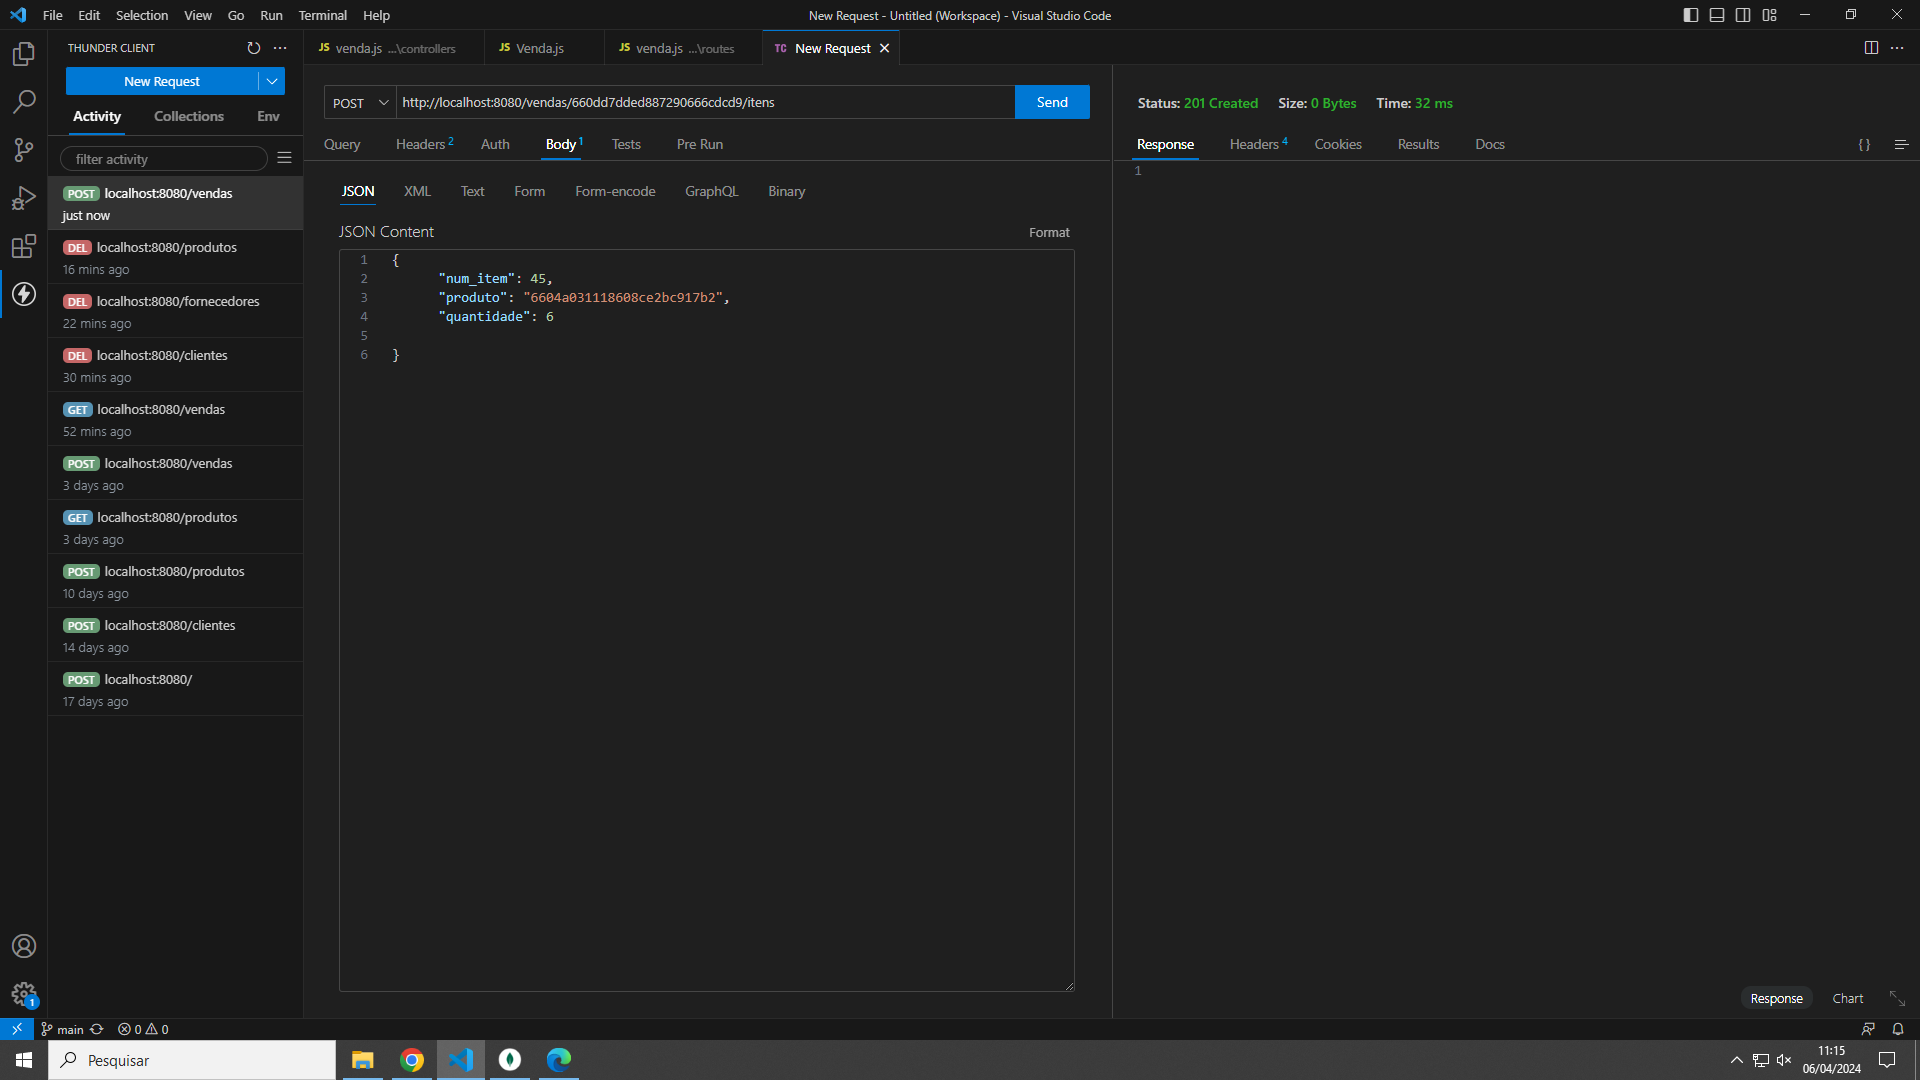 File Edit Selection View Go Run Terminal Help
New Request - Untitled (Workspace) - Visual Studio Code
THUNDER CLIENT
New Request
Activity Collections Env
filter activity
POST localhost:8080/vendas
just now
DEL localhost:8080/produtos
16 mins ago
DEL localhost:8080/fornecedores
22 mins ago
DEL localhost:8080/clientes
30 mins ago
GET localhost:8080/vendas
52 mins ago
POST localhost:8080/vendas
3 days ago
GET localhost:8080/produtos
3 days ago
POST localhost:8080/produtos
10 days ago
POST localhost:8080/clientes
14 days ago
POST localhost:8080/
17 days ago
JS venda.js ...\controllers
JS Venda.js
JS venda.js ...\routes
TC New Request
POST http://localhost:8080/vendas/660dd7dded887290666cdcd9/itens Send
Query Headers 2 Auth Body 1 Tests Pre Run
JSON XML Text Form Form-encode GraphQL Binary
JSON Content Format
1 {
2 "num_item": 45,
3 "produto": "6604a031118608ce2bc917b2",
4 "quantidade": 6
5
6 }
Status: 201 Created Size: 0 Bytes Time: 32 ms
Response Headers 4 Cookies Results Docs { }
1
Response Chart
1
main 0 0
Pesquisar
11:15
06/04/2024